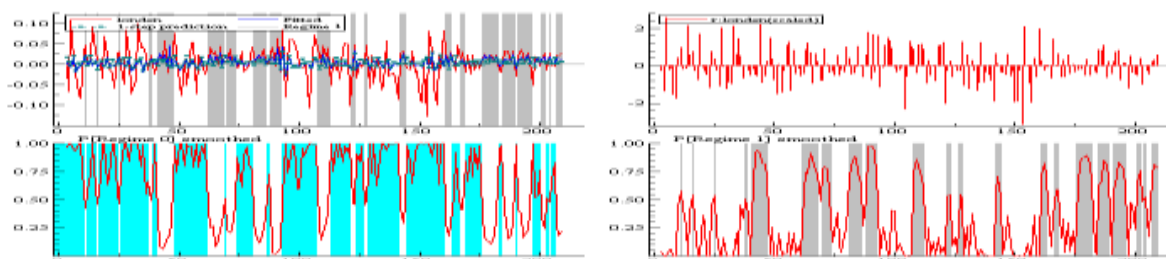 london Fitted
1-step prediction Regime 1
0.10
0.05
0.00
-0.05
-0.10
0 50 100 150 200
r:london(scaled)
2
0
-2
0 50 100 150 200
P[Regime 0] smoothed
1.00
0.75
0.50
0.25
P[Regime 1] smoothed
1.00
0.75
0.50
0.25